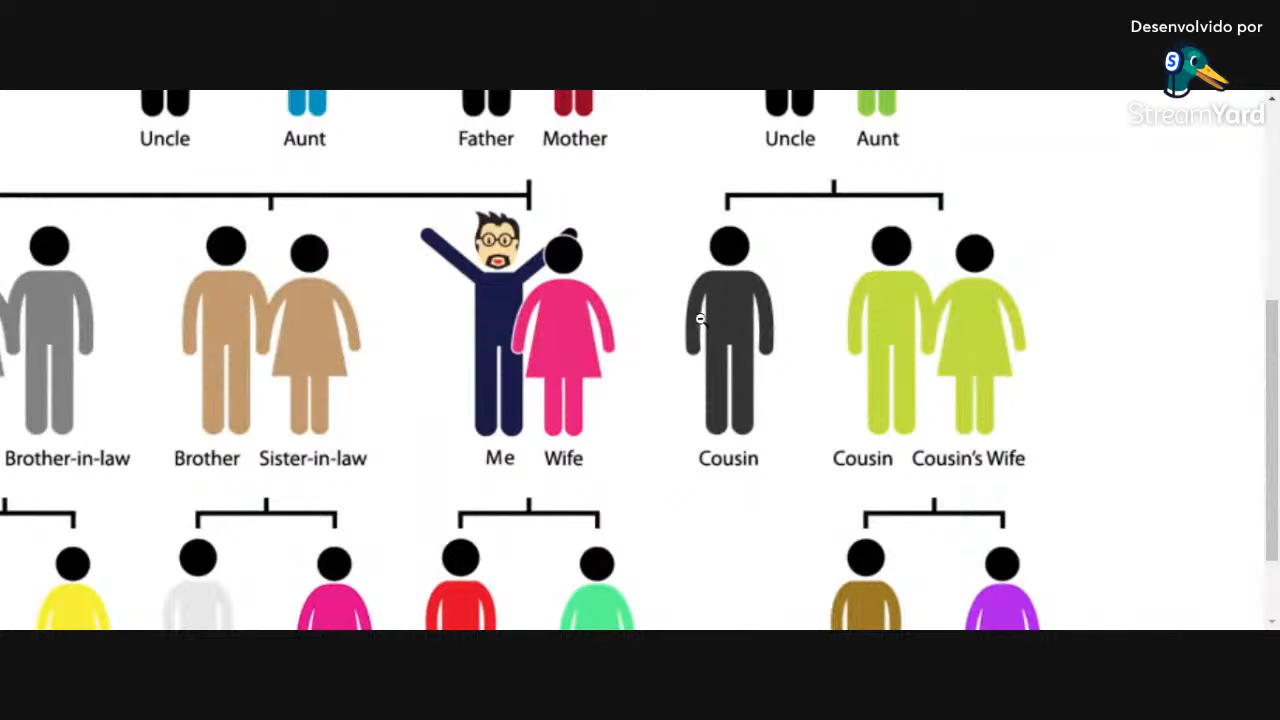 Desenvolvido por
StreamYard
Uncle Aunt Father Mother Uncle Aunt
Brother-in-law Brother Sister-in-law Me Wife Cousin Cousin Cousin's Wife